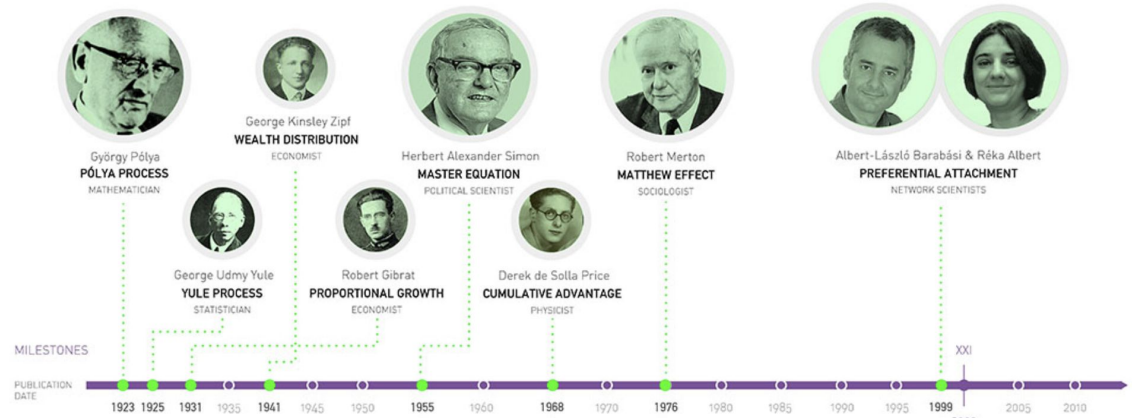 György Pólya
PÓLYA PROCESS
MATHEMATICIAN
George Kinsley Zipf
WEALTH DISTRIBUTION
ECONOMIST
Herbert Alexander Simon
MASTER EQUATION
POLITICAL SCIENTIST
Robert Merton
MATTHEW EFFECT
SOCIOLOGIST
Albert-László Barabási & Réka Albert
PREFERENTIAL ATTACHMENT
NETWORK SCIENTISTS
George Udmy Yule
YULE PROCESS
STATISTICIAN
Robert Gibrat
PROPORTIONAL GROWTH
ECONOMIST
Derek de Solla Price
CUMULATIVE ADVANTAGE
PHYSICIST
MILESTONES
XXI
PUBLICATION
DATE
1923 1925 1931 1935 1941 1945 1950 1955 1960 1968 1970 1976 1980 1985 1990 1995 1999 2005 2010